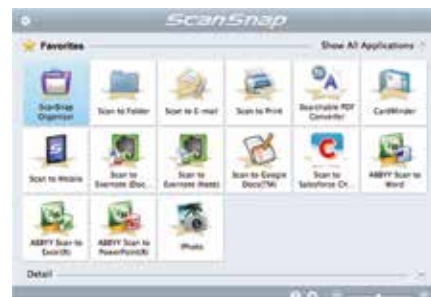 ScanSnap
Favorites
Show All Applications
ScanSnap Organizer
Scan to Folder
Scan to E-mail
Scan to Print
Searchable PDF Converter
CardMinder
Scan to Mobile
Scan to Evernote (Doc...
Scan to Evernote (Note)
Scan to Google Docs(TM)
Scan to Salesforce Ch...
ABBYY Scan to Word
ABBYY Scan to Excel(R)
ABBYY Scan to PowerPoint(R)
iPhoto
Detail